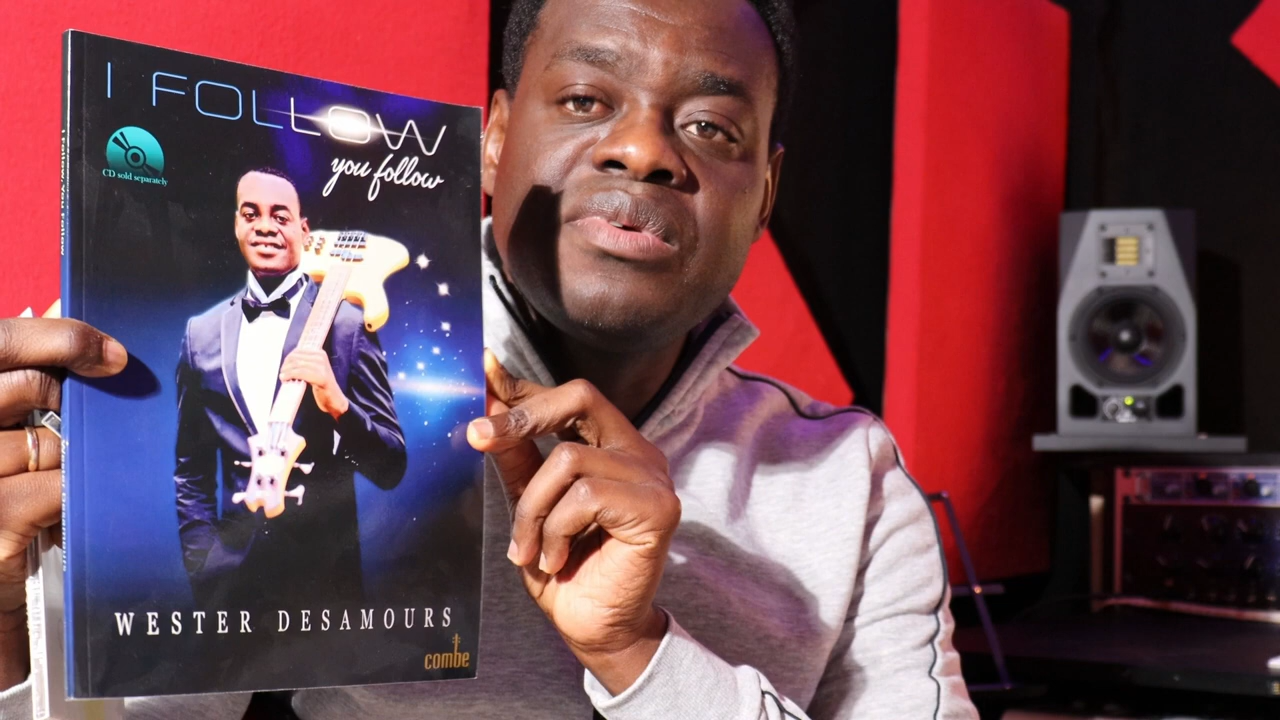 I FOLLOW
you follow
CD sold separately
WESTER DESAMOURS
combe